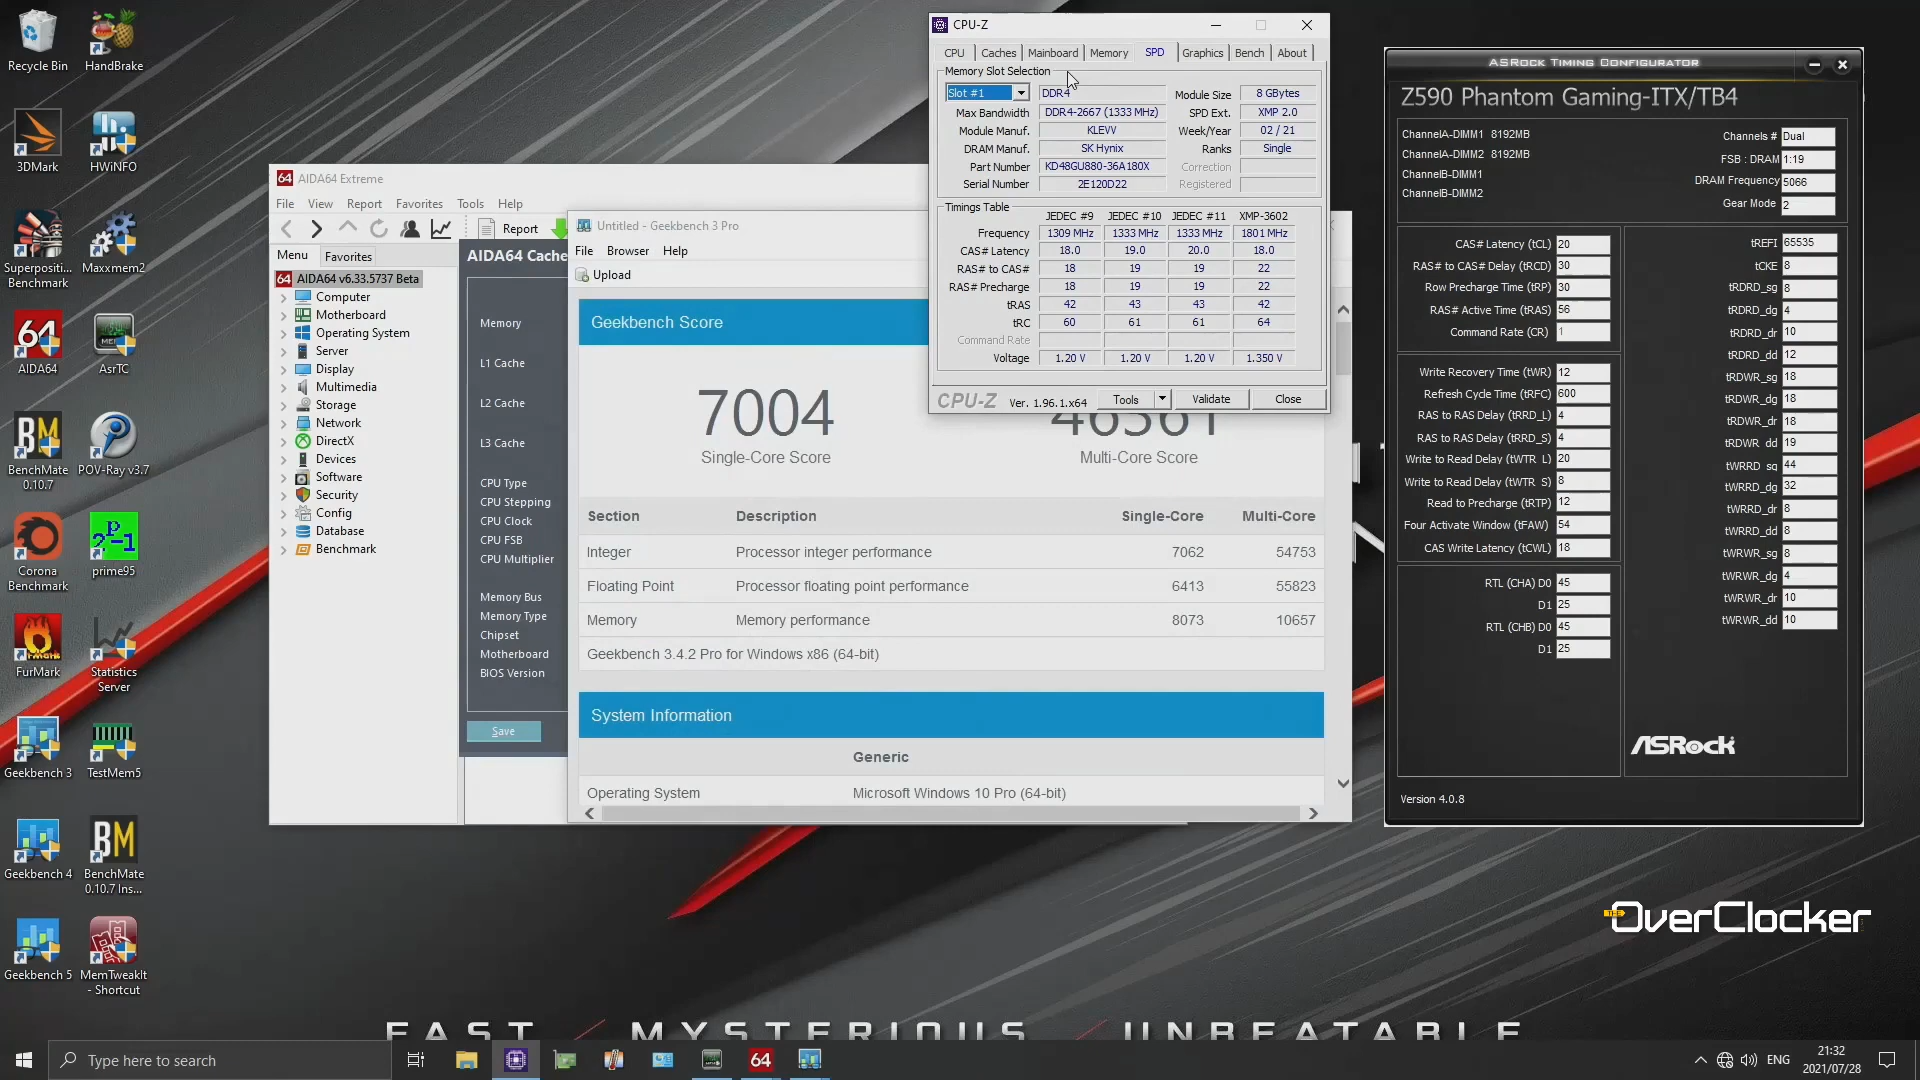 Recycle Bin
HandBrake
3DMark
HWiNFO
Superpositi...
Benchmark
Maxxmem2
AIDA64
AsrTC
BenchMate
0.10.7
POV-Ray v3.7
Corona
Benchmark
prime95
FurMark
Statistics
Server
Geekbench 3
TestMem5
Geekbench 4
BenchMate
0.10.7 Ins...
Geekbench 5
MemTweakIt
- Shortcut
64 AIDA64 Extreme
File View Report Favorites Tools Help
Report
Menu Favorites
64 AIDA64 v6.33.5737 Beta
Computer
Motherboard
Operating System
Server
Display
Multimedia
Storage
Network
DirectX
Devices
Software
Security
Config
Database
Benchmark
AIDA64 Cache
Memory
L1 Cache
L2 Cache
L3 Cache
CPU Type
CPU Stepping
CPU Clock
CPU FSB
CPU Multiplier
Memory Bus
Memory Type
Chipset
Motherboard
BIOS Version
Save
Untitled - Geekbench 3 Pro
File Browser Help
Upload
Geekbench Score
7004
Single-Core Score
46561
Multi-Core Score
Section Description Single-Core Multi-Core
Integer Processor integer performance 7062 54753
Floating Point Processor floating point performance 6413 55823
Memory Memory performance 8073 10657
Geekbench 3.4.2 Pro for Windows x86 (64-bit)
System Information
Generic
Operating System Microsoft Windows 10 Pro (64-bit)
CPU-Z
CPU Caches Mainboard Memory SPD Graphics Bench About
Memory Slot Selection
Slot #1 DDR4 Module Size 8 GBytes
Max Bandwidth DDR4-2667 (1333 MHz) SPD Ext. XMP 2.0
Module Manuf. KLEVV Week/Year 02 / 21
DRAM Manuf. SK Hynix Ranks Single
Part Number KD48GU880-36A180X Correction
Serial Number 2E120D22 Registered
Timings Table
JEDEC #9 JEDEC #10 JEDEC #11 XMP-3602
Frequency 1309 MHz 1333 MHz 1333 MHz 1801 MHz
CAS# Latency 18.0 19.0 20.0 18.0
RAS# to CAS# 18 19 19 22
RAS# Precharge 18 19 19 22
tRAS 42 43 43 42
tRC 60 61 61 64
Command Rate
Voltage 1.20 V 1.20 V 1.20 V 1.350 V
CPU-Z Ver. 1.96.1.x64 Tools Validate Close
ASRock Timing Configurator
Z590 Phantom Gaming-ITX/TB4
ChannelA-DIMM1 8192MB
ChannelA-DIMM2 8192MB
ChannelB-DIMM1
ChannelB-DIMM2
Channels # Dual
FSB : DRAM 1:19
DRAM Frequency 5066
Gear Mode 2
CAS# Latency (tCL) 20
RAS# to CAS# Delay (tRCD) 30
Row Precharge Time (tRP) 30
RAS# Active Time (tRAS) 56
Command Rate (CR) 1
Write Recovery Time (tWR) 12
Refresh Cycle Time (tRFC) 600
RAS to RAS Delay (tRRD_L) 4
RAS to RAS Delay (tRRD_S) 4
Write to Read Delay (tWTR_L) 20
Write to Read Delay (tWTR_S) 8
Read to Precharge (tRTP) 12
Four Activate Window (tFAW) 54
CAS Write Latency (tCWL) 18
RTL (CHA) D0 45
D1 25
RTL (CHB) D0 45
D1 25
tREFI 65535
tCKE 8
tRDRD_sg 8
tRDRD_dg 4
tRDRD_dr 10
tRDRD_dd 12
tRDWR_sg 18
tRDWR_dg 18
tRDWR_dr 18
tRDWR_dd 19
tWRRD_sg 44
tWRRD_dg 32
tWRRD_dr 8
tWRRD_dd 8
tWRWR_sg 8
tWRWR_dg 4
tWRWR_dr 10
tWRWR_dd 10
ASRock
Version 4.0.8
THE OverClocker
FAST / MYSTERIOUS / UNBEATABLE
Type here to search
64
ENG
21:32
2021/07/28